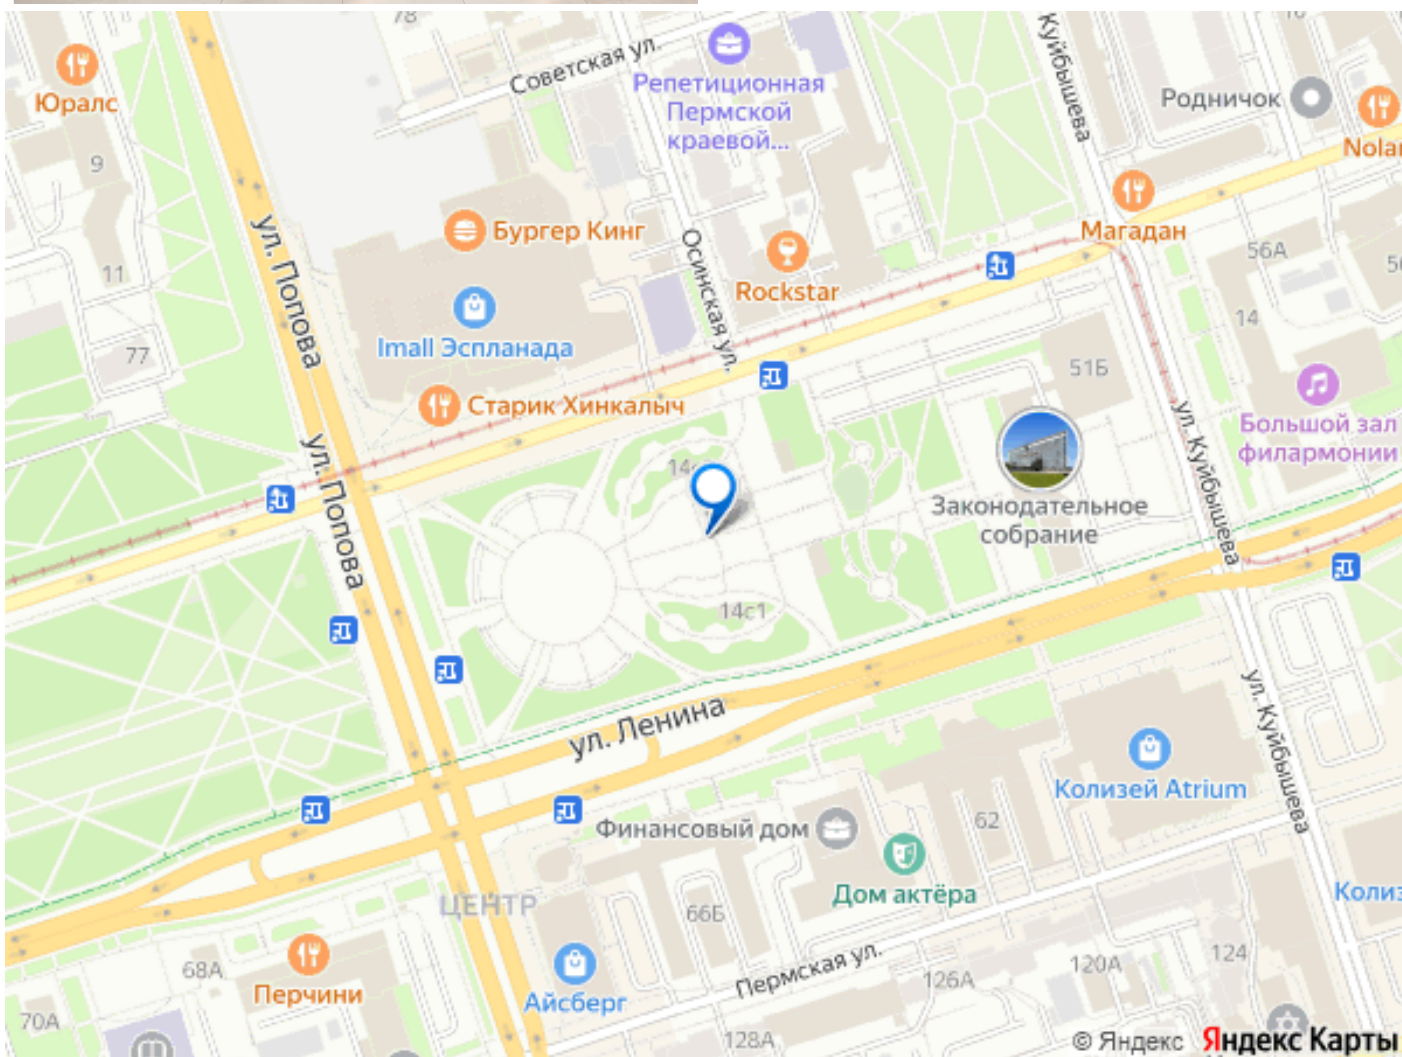 78
Юралс
Советская ул.
Репетиционная
Пермской
краевой...
Куйбышева
Родничок
9
Магадан
ул. Попова
Бургер Кинг
Осинская ул.
Rockstar
56А
11
14
77
Imall Эспланада
51Б
Старик Хинкалыч
ул. Куйбышева
Большой зал
филармонии
ул. Попова
Законодательное
собрание
14с1
ул. Ленина
ул. Куйбышева
Колизей Atrium
Финансовый дом
62
Дом актёра
ЦЕНТР
66Б
68А
Перчини
Айсберг
Пермская ул.
126А
120А
124
70А
128А
© Яндекс Яндекс Карты